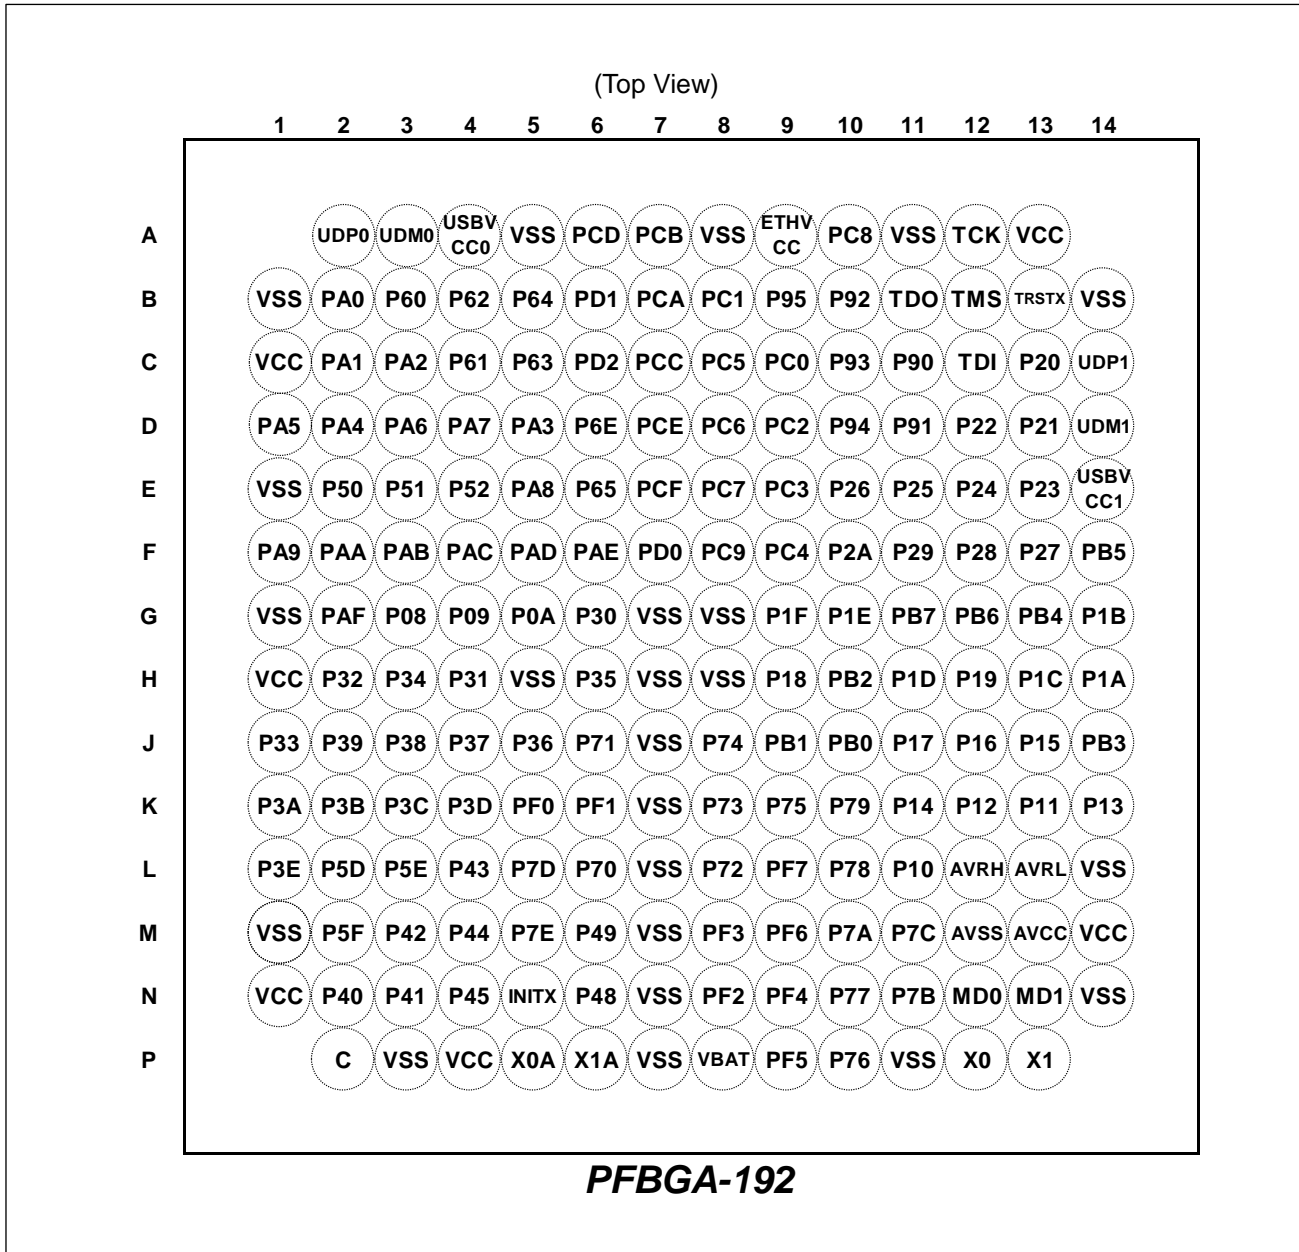 (Top View)
1 2 3 4 5 6 7 8 9 10 11 12 13 14
A UDP0 UDM0 USBV CC0 VSS PCD PCB VSS ETHV CC PC8 VSS TCK VCC
B VSS PA0 P60 P62 P64 PD1 PCA PC1 P95 P92 TDO TMS TRSTX VSS
C VCC PA1 PA2 P61 P63 PD2 PCC PC5 PC0 P93 P90 TDI P20 UDP1
D PA5 PA4 PA6 PA7 PA3 P6E PCE PC6 PC2 P94 P91 P22 P21 UDM1
E VSS P50 P51 P52 PA8 P65 PCF PC7 PC3 P26 P25 P24 P23 USBV CC1
F PA9 PAA PAB PAC PAD PAE PD0 PC9 PC4 P2A P29 P28 P27 PB5
G VSS PAF P08 P09 P0A P30 VSS VSS P1F P1E PB7 PB6 PB4 P1B
H VCC P32 P34 P31 VSS P35 VSS VSS P18 PB2 P1D P19 P1C P1A
J P33 P39 P38 P37 P36 P71 VSS P74 PB1 PB0 P17 P16 P15 PB3
K P3A P3B P3C P3D PF0 PF1 VSS P73 P75 P79 P14 P12 P11 P13
L P3E P5D P5E P43 P7D P70 VSS P72 PF7 P78 P10 AVRH AVRL VSS
M VSS P5F P42 P44 P7E P49 VSS PF3 PF6 P7A P7C AVSS AVCC VCC
N VCC P40 P41 P45 INITX P48 VSS PF2 PF4 P77 P7B MD0 MD1 VSS
P C VSS VCC X0A X1A VSS VBAT PF5 P76 VSS X0 X1
PFBGA-192